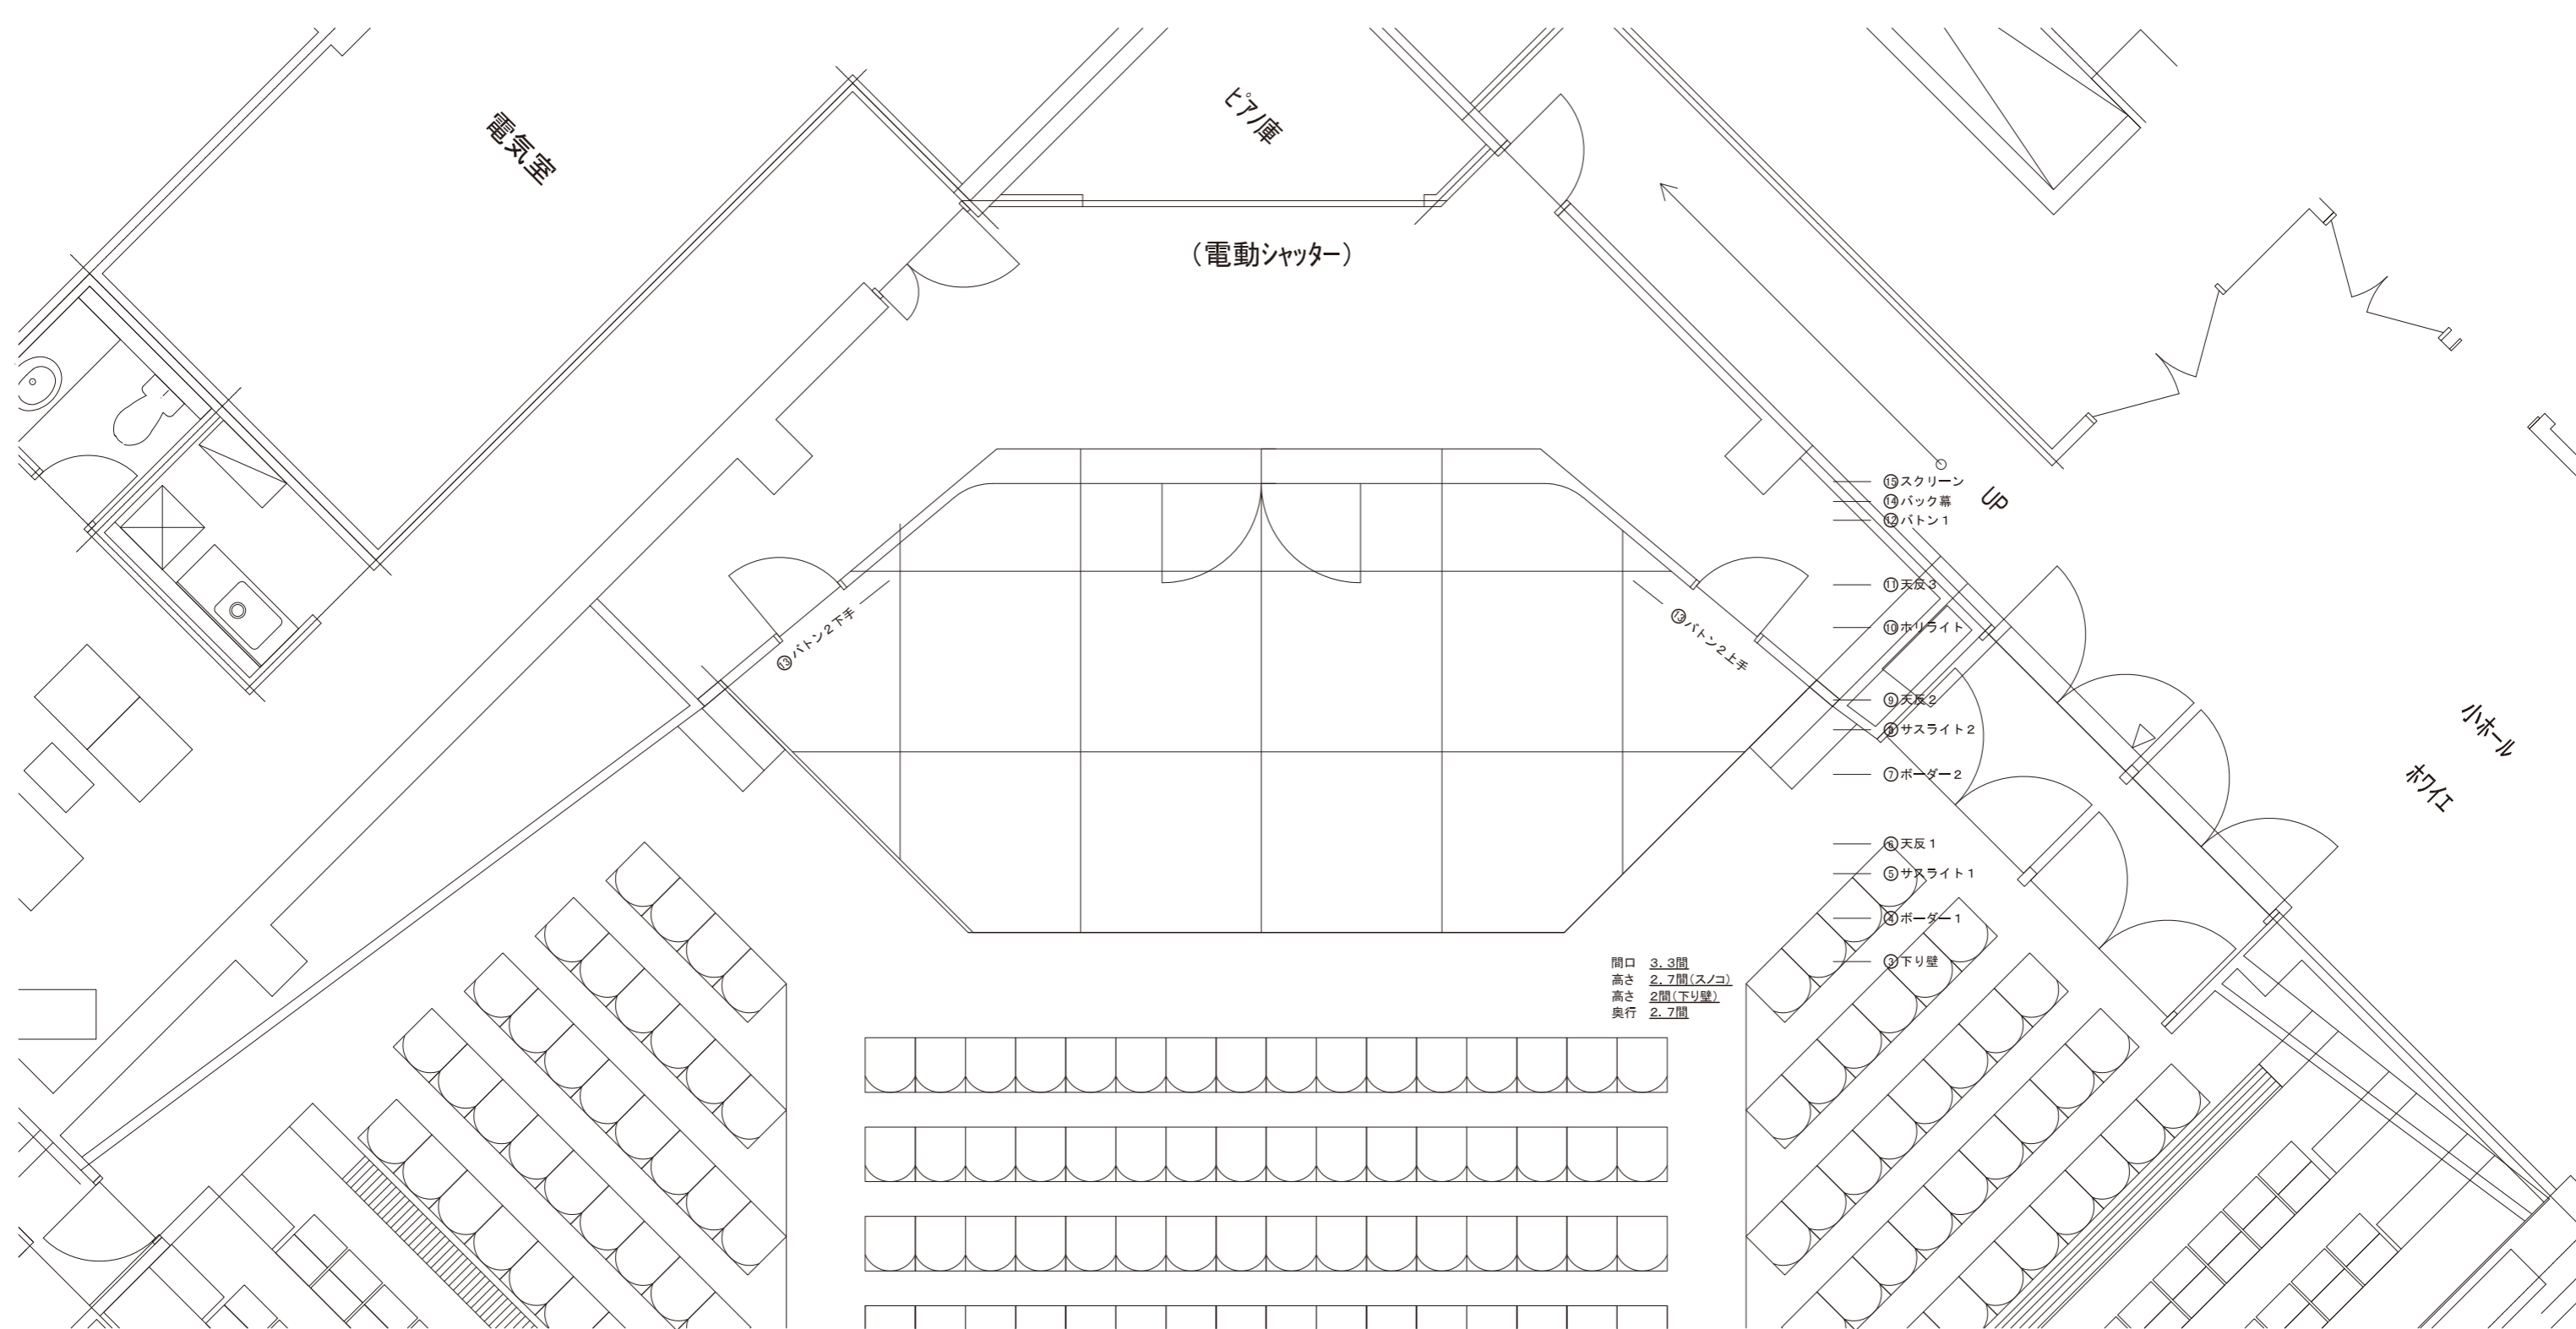 電気室
ピアノ庫
(電動シャッター)
UP
⑮スクリーン
⑭バック幕
⑫バトン1
⑪天反3
⑩ホリライト
⑨天反2
⑧サスライト2
⑦ボーダー2
⑥天反1
⑤サスライト1
④ボーダー1
③下り壁
⑬バトン2下手
⑬バトン2上手
小ホール
ホワイエ
間口 3.3間
高さ 2.7間(スノコ)
高さ 2間(下り壁)
奥行 2.7間